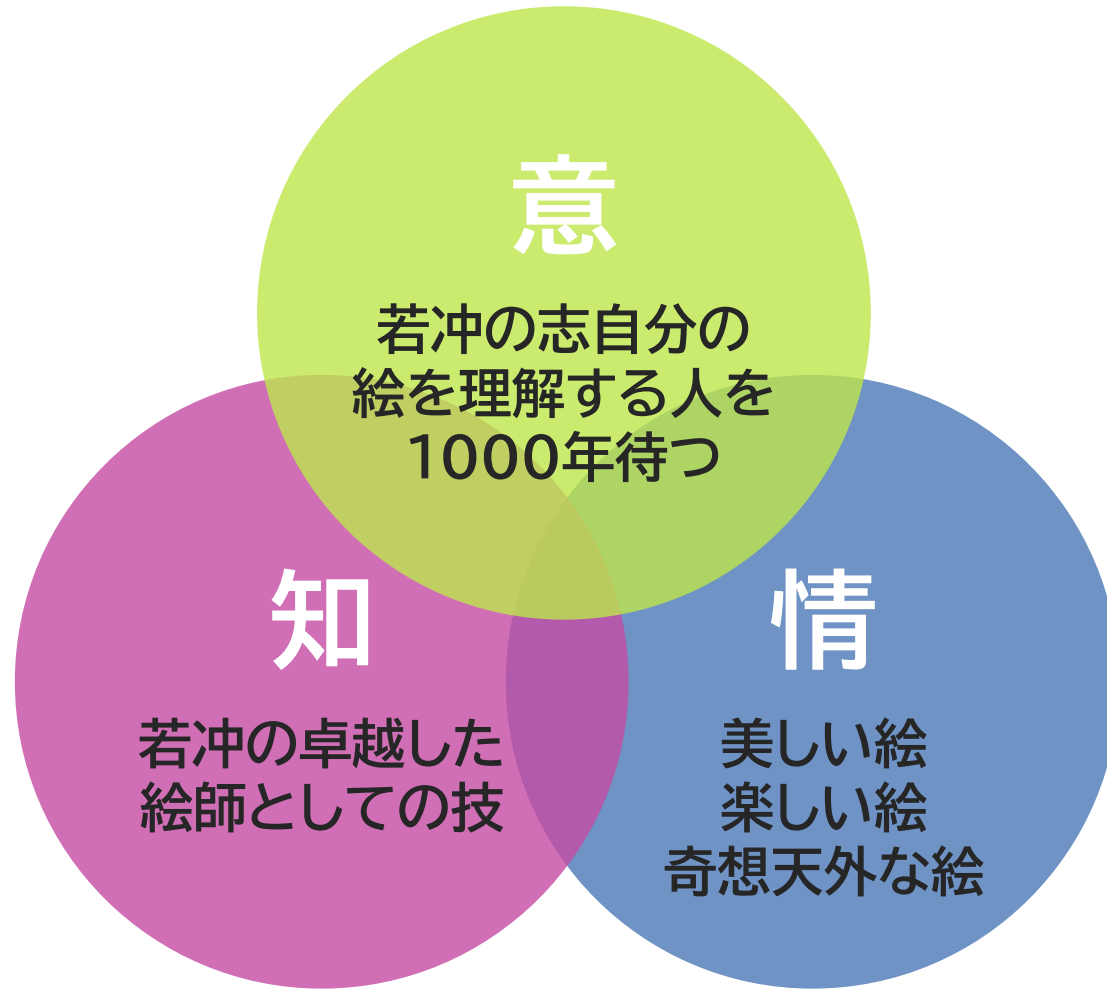 意
若冲の志自分の
絵を理解する人を
1000年待つ
知
若冲の卓越した
絵師としての技
情
美しい絵
楽しい絵
奇想天外な絵